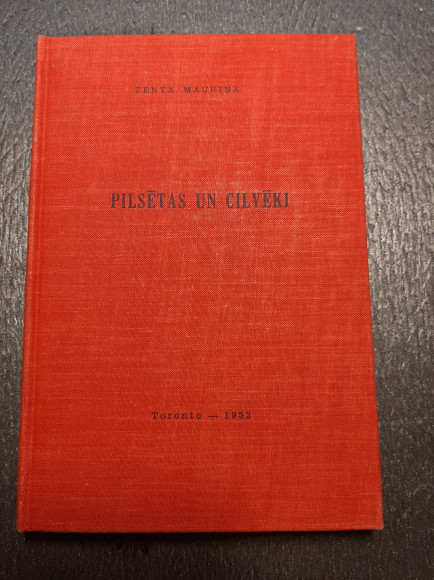 ZENTA MAURIŅA
PILSĒTAS UN CILVĒKI
Toronto — 1953